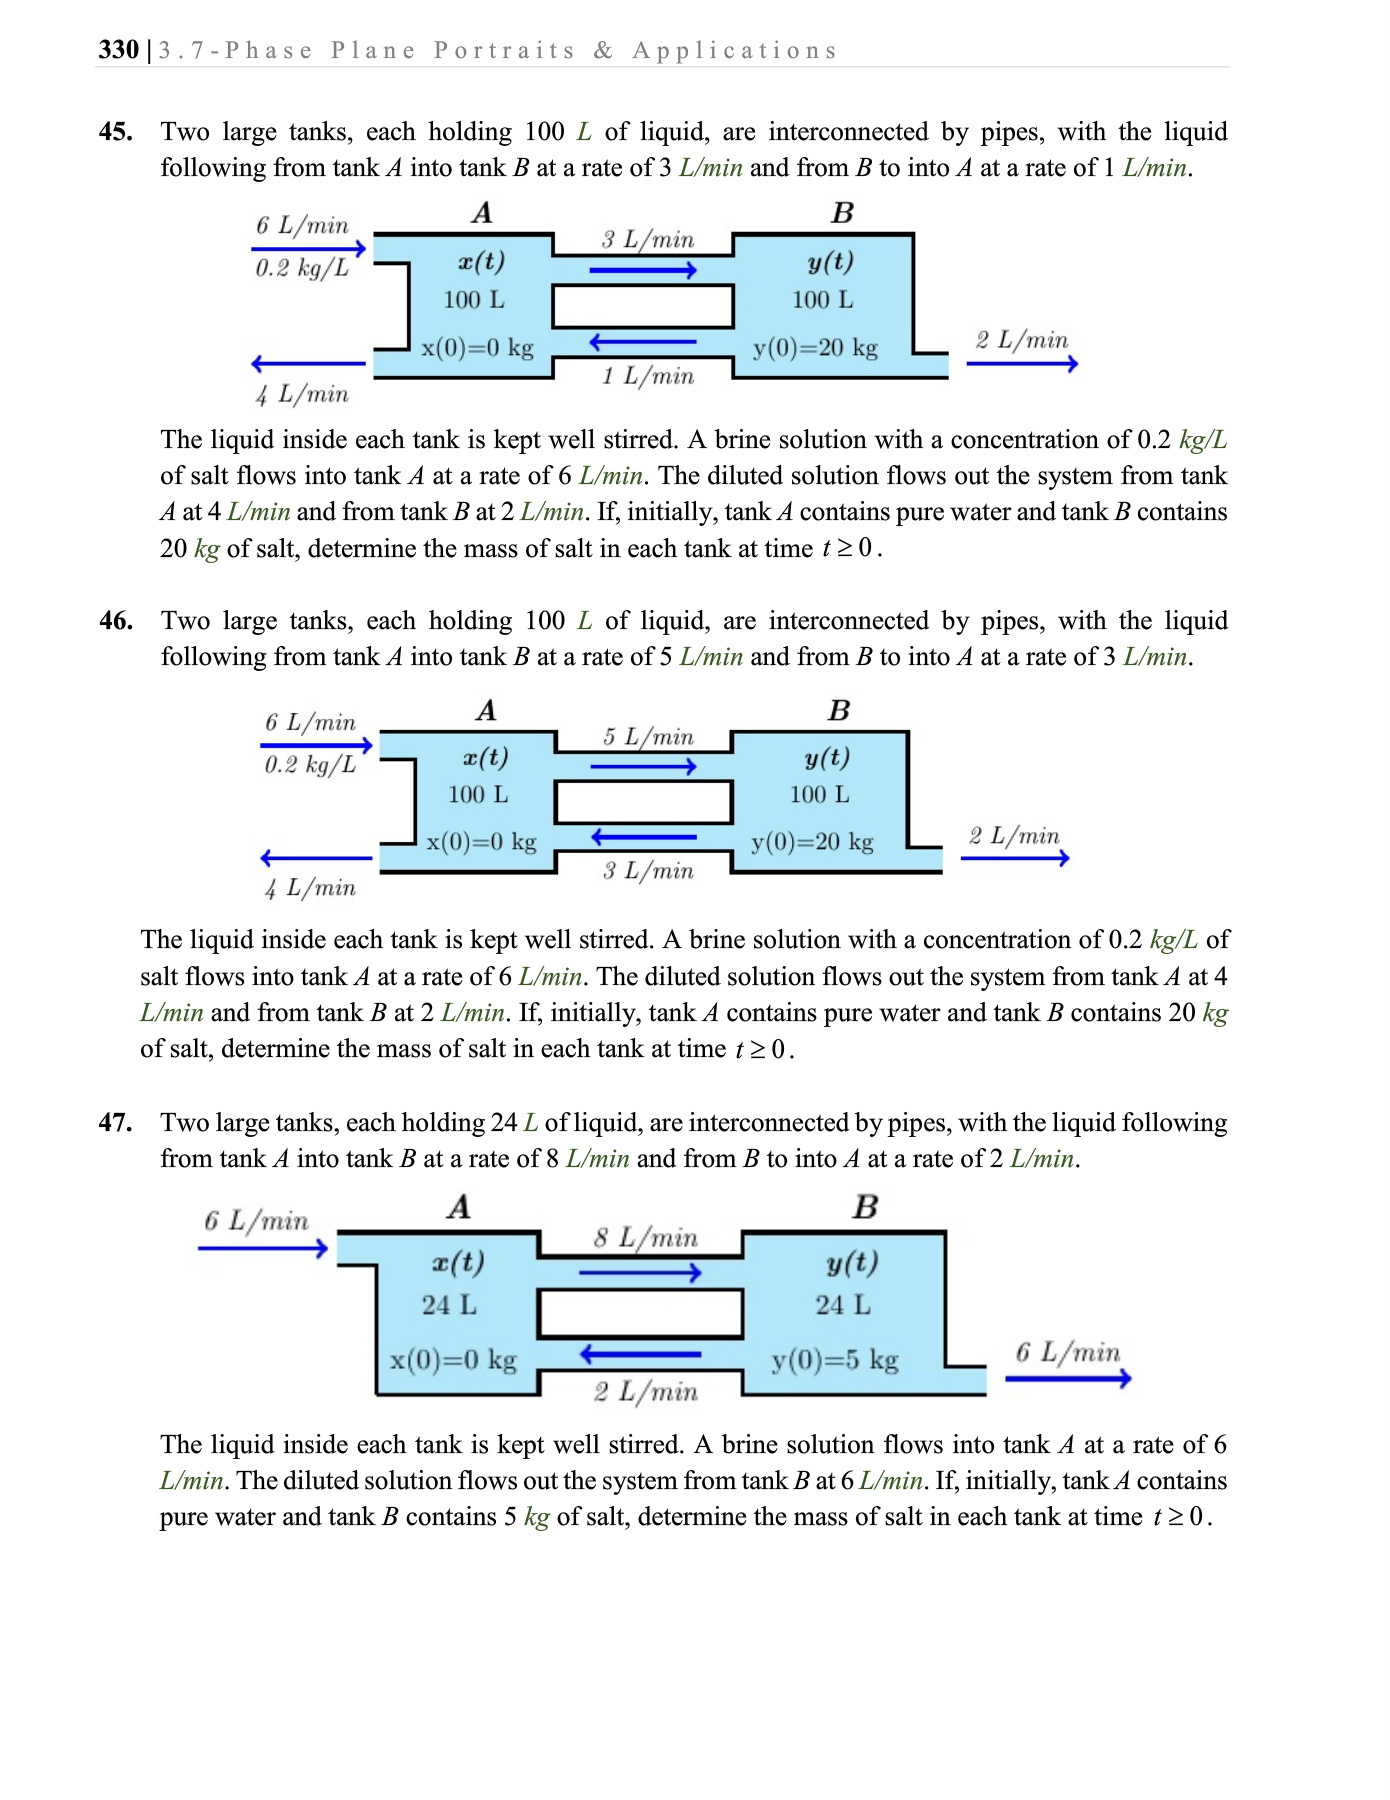 330 | 3.7-Phase Plane Portraits & Applications
45. Two large tanks, each holding 100 L of liquid, are interconnected by pipes, with the liquid
following from tank A into tank B at a rate of 3 L/min and from B to into A at a rate of 1 L/min.
A B
6 L/min
3 L/min
0.2 kg/L
x(t) y(t)
100 L 100 L
x(0)=0 kg y(0)=20 kg
2 L/min
1 L/min
4 L/min
The liquid inside each tank is kept well stirred. A brine solution with a concentration of 0.2 kg/L
of salt flows into tank A at a rate of 6 L/min. The diluted solution flows out the system from tank
A at 4 L/min and from tank B at 2 L/min. If, initially, tank A contains pure water and tank B contains
20 kg of salt, determine the mass of salt in each tank at time t ≥ 0.
46. Two large tanks, each holding 100 L of liquid, are interconnected by pipes, with the liquid
following from tank A into tank B at a rate of 5 L/min and from B to into A at a rate of 3 L/min.
A B
6 L/min
5 L/min
0.2 kg/L
x(t) y(t)
100 L 100 L
x(0)=0 kg y(0)=20 kg
2 L/min
3 L/min
4 L/min
The liquid inside each tank is kept well stirred. A brine solution with a concentration of 0.2 kg/L of
salt flows into tank A at a rate of 6 L/min. The diluted solution flows out the system from tank A at 4
L/min and from tank B at 2 L/min. If, initially, tank A contains pure water and tank B contains 20 kg
of salt, determine the mass of salt in each tank at time t ≥ 0.
47. Two large tanks, each holding 24 L of liquid, are interconnected by pipes, with the liquid following
from tank A into tank B at a rate of 8 L/min and from B to into A at a rate of 2 L/min.
A B
6 L/min
8 L/min
x(t) y(t)
24 L 24 L
x(0)=0 kg y(0)=5 kg
6 L/min
2 L/min
The liquid inside each tank is kept well stirred. A brine solution flows into tank A at a rate of 6
L/min. The diluted solution flows out the system from tank B at 6 L/min. If, initially, tank A contains
pure water and tank B contains 5 kg of salt, determine the mass of salt in each tank at time t ≥ 0.